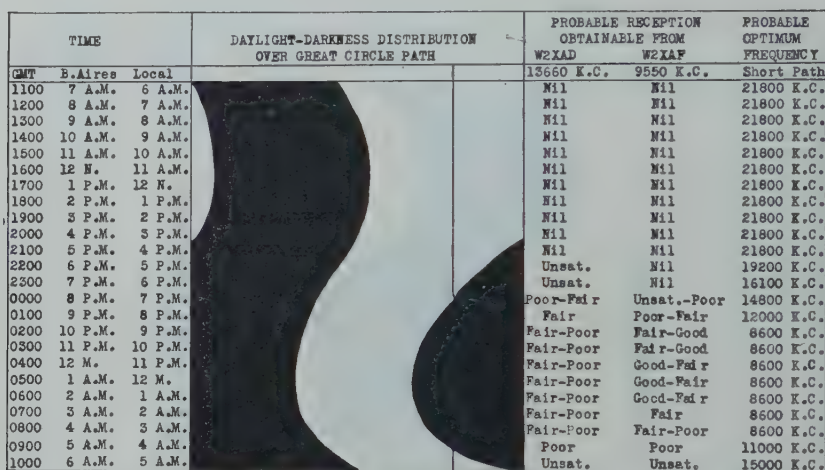 TIME DAYLIGHT-DARKNESS DISTRIBUTION OVER GREAT CIRCLE PATH PROBABLE RECEPTION OBTAINABLE FROM PROBABLE OPTIMUM FREQUENCY
W2XAD W2XAF
GMT B.Aires Local 13660 K.C. 9550 K.C. Short Path
1100 7 A.M. 6 A.M. Nil Nil 21800 K.C.
1200 8 A.M. 7 A.M. Nil Nil 21800 K.C.
1300 9 A.M. 8 A.M. Nil Nil 21800 K.C.
1400 10 A.M. 9 A.M. Nil Nil 21800 K.C.
1500 11 A.M. 10 A.M. Nil Nil 21800 K.C.
1600 12 N. 11 A.M. Nil Nil 21800 K.C.
1700 1 P.M. 12 N. Nil Nil 21800 K.C.
1800 2 P.M. 1 P.M. Nil Nil 21800 K.C.
1900 3 P.M. 2 P.M. Nil Nil 21800 K.C.
2000 4 P.M. 3 P.M. Nil Nil 21800 K.C.
2100 5 P.M. 4 P.M. Nil Nil 21800 K.C.
2200 6 P.M. 5 P.M. Unsat. Nil 19200 K.C.
2300 7 P.M. 6 P.M. Unsat. Nil 16100 K.C.
0000 8 P.M. 7 P.M. Poor-Fair Unsat.-Poor 14800 K.C.
0100 9 P.M. 8 P.M. Fair Poor-Fair 12000 K.C.
0200 10 P.M. 9 P.M. Fair-Poor Fair-Good 8600 K.C.
0300 11 P.M. 10 P.M. Fair-Poor Fair-Good 8600 K.C.
0400 12 M. 11 P.M. Fair-Poor Good-Fair 8600 K.C.
0500 1 A.M. 12 M. Fair-Poor Good-Fair 8600 K.C.
0600 2 A.M. 1 A.M. Fair-Poor Good-Fair 8600 K.C.
0700 3 A.M. 2 A.M. Fair-Poor Fair 8600 K.C.
0800 4 A.M. 3 A.M. Fair-Poor Fair-Poor 8600 K.C.
0900 5 A.M. 4 A.M. Poor Poor 11000 K.C.
1000 6 A.M. 5 A.M. Unsat. Unsat. 15000 K.C.